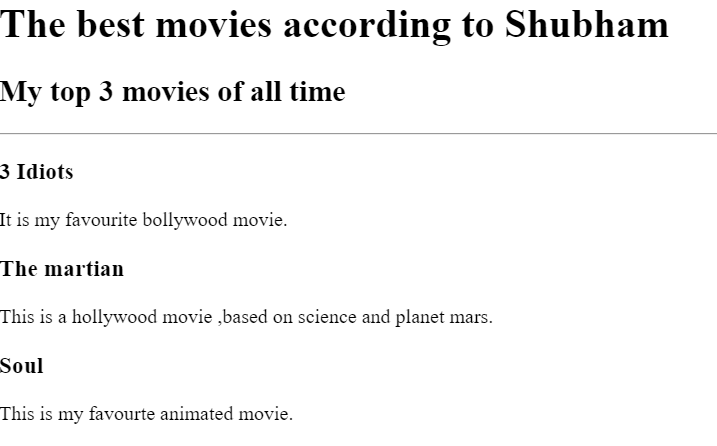 The best movies according to Shubham
My top 3 movies of all time
3 Idiots
It is my favourite bollywood movie.
The martian
This is a hollywood movie ,based on science and planet mars.
Soul
This is my favourte animated movie.